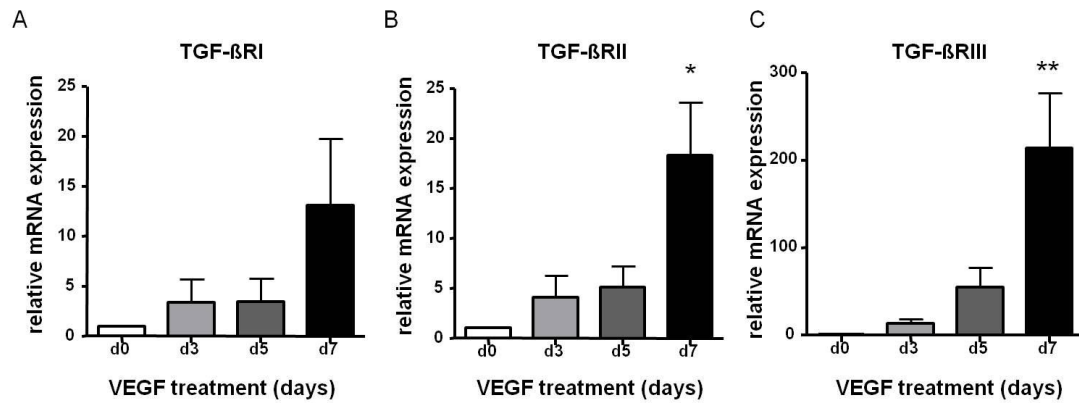 A
TGF-ßRI
relative mRNA expression
25
20
15
10
5
0
d0 d3 d5 d7
VEGF treatment (days)
B
TGF-ßRII
relative mRNA expression
25
20
15
10
5
0
*
d0 d3 d5 d7
VEGF treatment (days)
C
TGF-ßRIII
relative mRNA expression
300
200
100
0
**
d0 d3 d5 d7
VEGF treatment (days)